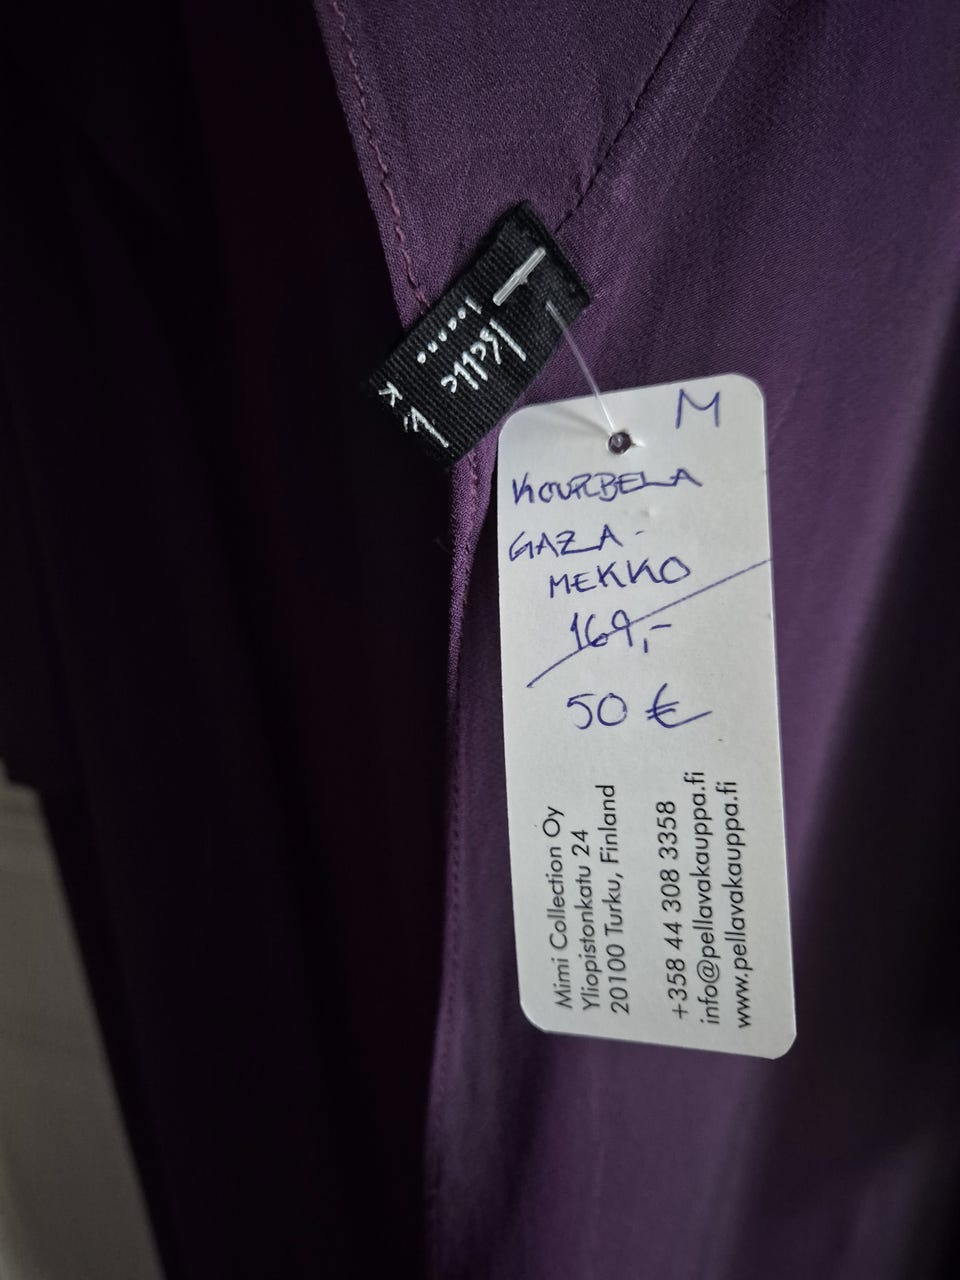 M
KOURBELA
GAZA-
MEKKO
169,-
50 €
Mimi Collection Oy
Yliopistonkatu 24
20100 Turku, Finland
+358 44 308 3358
info@pellavakauppa.fi
www.pellavakauppa.fi